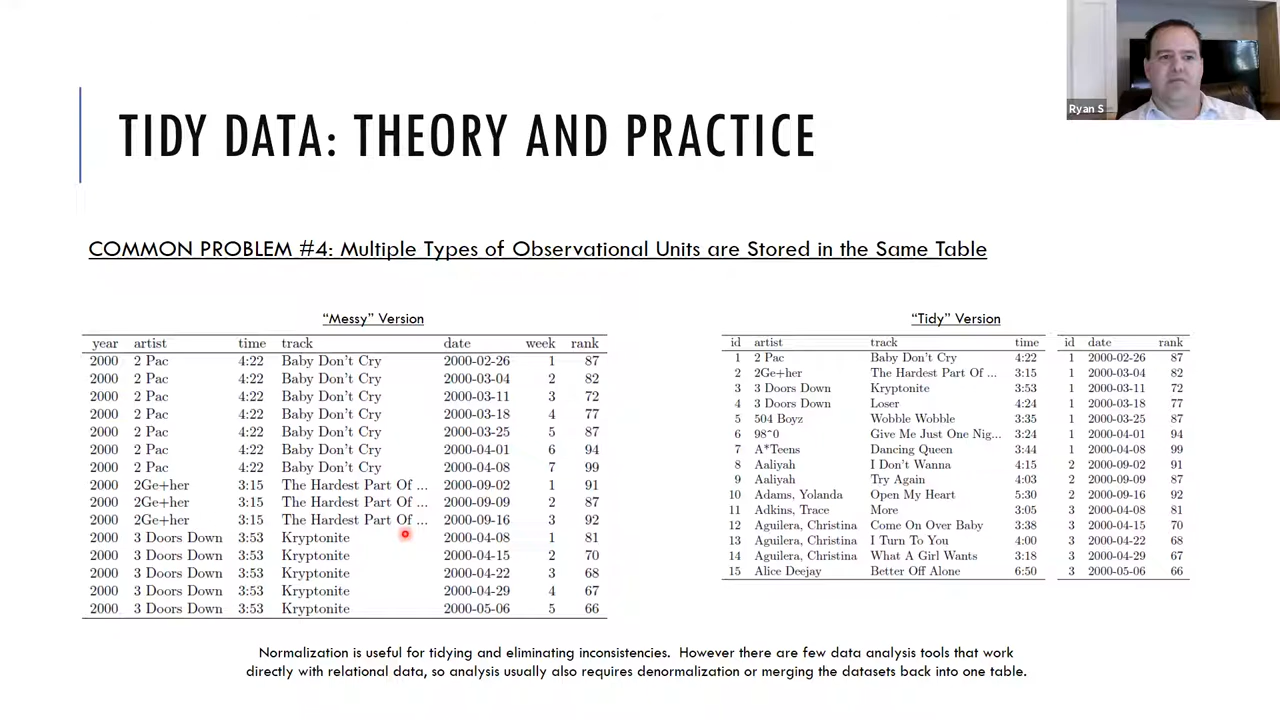 Ryan S
TIDY DATA: THEORY AND PRACTICE
COMMON PROBLEM #4: Multiple Types of Observational Units are Stored in the Same Table
“Messy” Version
year artist time track date week rank
2000 2 Pac 4:22 Baby Don't Cry 2000-02-26 1 87
2000 2 Pac 4:22 Baby Don't Cry 2000-03-04 2 82
2000 2 Pac 4:22 Baby Don't Cry 2000-03-11 3 72
2000 2 Pac 4:22 Baby Don't Cry 2000-03-18 4 77
2000 2 Pac 4:22 Baby Don't Cry 2000-03-25 5 87
2000 2 Pac 4:22 Baby Don't Cry 2000-04-01 6 94
2000 2 Pac 4:22 Baby Don't Cry 2000-04-08 7 99
2000 2Ge+her 3:15 The Hardest Part Of ... 2000-09-02 1 91
2000 2Ge+her 3:15 The Hardest Part Of ... 2000-09-09 2 87
2000 2Ge+her 3:15 The Hardest Part Of ... 2000-09-16 3 92
2000 3 Doors Down 3:53 Kryptonite 2000-04-08 1 81
2000 3 Doors Down 3:53 Kryptonite 2000-04-15 2 70
2000 3 Doors Down 3:53 Kryptonite 2000-04-22 3 68
2000 3 Doors Down 3:53 Kryptonite 2000-04-29 4 67
2000 3 Doors Down 3:53 Kryptonite 2000-05-06 5 66
“Tidy” Version
id artist track time
1 2 Pac Baby Don't Cry 4:22
2 2Ge+her The Hardest Part Of ... 3:15
3 3 Doors Down Kryptonite 3:53
4 3 Doors Down Loser 4:24
5 504 Boyz Wobble Wobble 3:35
6 98^0 Give Me Just One Nig... 3:24
7 A*Teens Dancing Queen 3:44
8 Aaliyah I Don't Wanna 4:15
9 Aaliyah Try Again 4:03
10 Adams, Yolanda Open My Heart 5:30
11 Adkins, Trace More 3:05
12 Aguilera, Christina Come On Over Baby 3:38
13 Aguilera, Christina I Turn To You 4:00
14 Aguilera, Christina What A Girl Wants 3:18
15 Alice Deejay Better Off Alone 6:50
id date rank
1 2000-02-26 87
1 2000-03-04 82
1 2000-03-11 72
1 2000-03-18 77
1 2000-03-25 87
1 2000-04-01 94
1 2000-04-08 99
2 2000-09-02 91
2 2000-09-09 87
2 2000-09-16 92
3 2000-04-08 81
3 2000-04-15 70
3 2000-04-22 68
3 2000-04-29 67
3 2000-05-06 66
Normalization is useful for tidying and eliminating inconsistencies. However there are few data analysis tools that work
directly with relational data, so analysis usually also requires denormalization or merging the datasets back into one table.